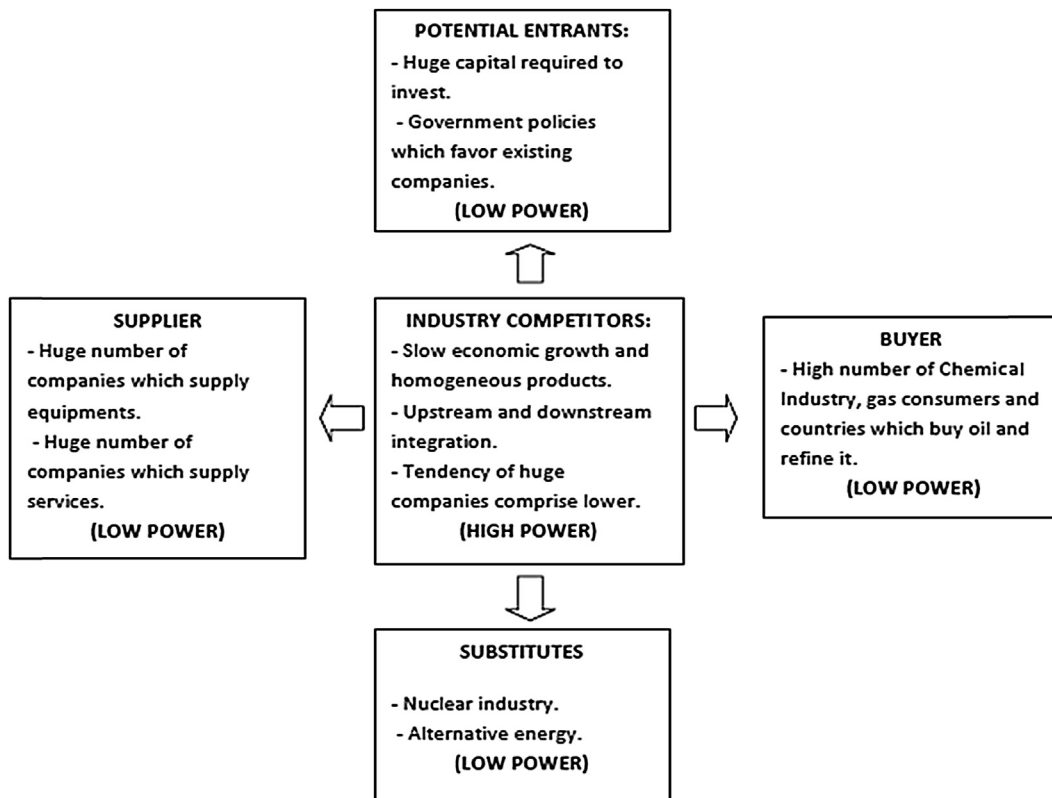 POTENTIAL ENTRANTS:
- Huge capital required to
invest.
- Government policies
which favor existing
companies.
(LOW POWER)
SUPPLIER
- Huge number of
companies which supply
equipments.
- Huge number of
companies which supply
services.
(LOW POWER)
INDUSTRY COMPETITORS:
- Slow economic growth and
homogeneous products.
- Upstream and downstream
integration.
- Tendency of huge
companies comprise lower.
(HIGH POWER)
BUYER
- High number of Chemical
Industry, gas consumers and
countries which buy oil and
refine it.
(LOW POWER)
SUBSTITUTES
- Nuclear industry.
- Alternative energy.
(LOW POWER)